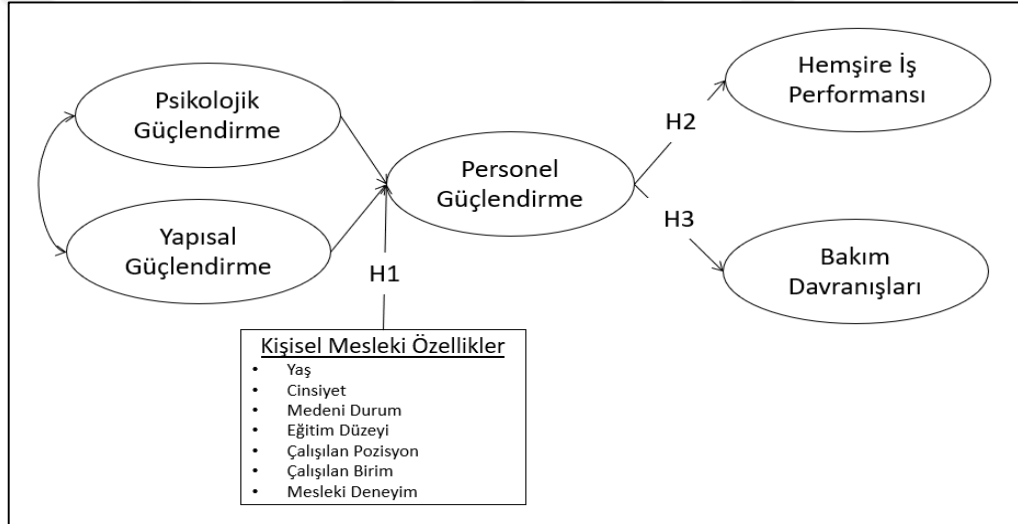 Psikolojik
Güçlendirme
Yapısal
Güçlendirme
H1
Kişisel Mesleki Özellikler
• Yaş
• Cinsiyet
• Medeni Durum
• Eğitim Düzeyi
• Çalışılan Pozisyon
• Çalışılan Birim
• Mesleki Deneyim
Personel
Güçlendirme
H2
H3
Hemşire İş
Performansı
Bakım
Davranışları